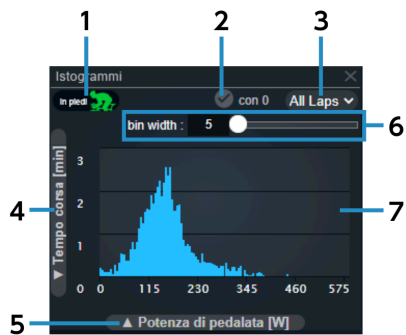 1 2 3
Istogrammi
In piedi con 0 All Laps
bin width : 5 6
3
2
1
0
4 ▼ Tempo corsa [min] 7
0 115 230 345 460 575
5 ▲ Potenza di pedalata [W]